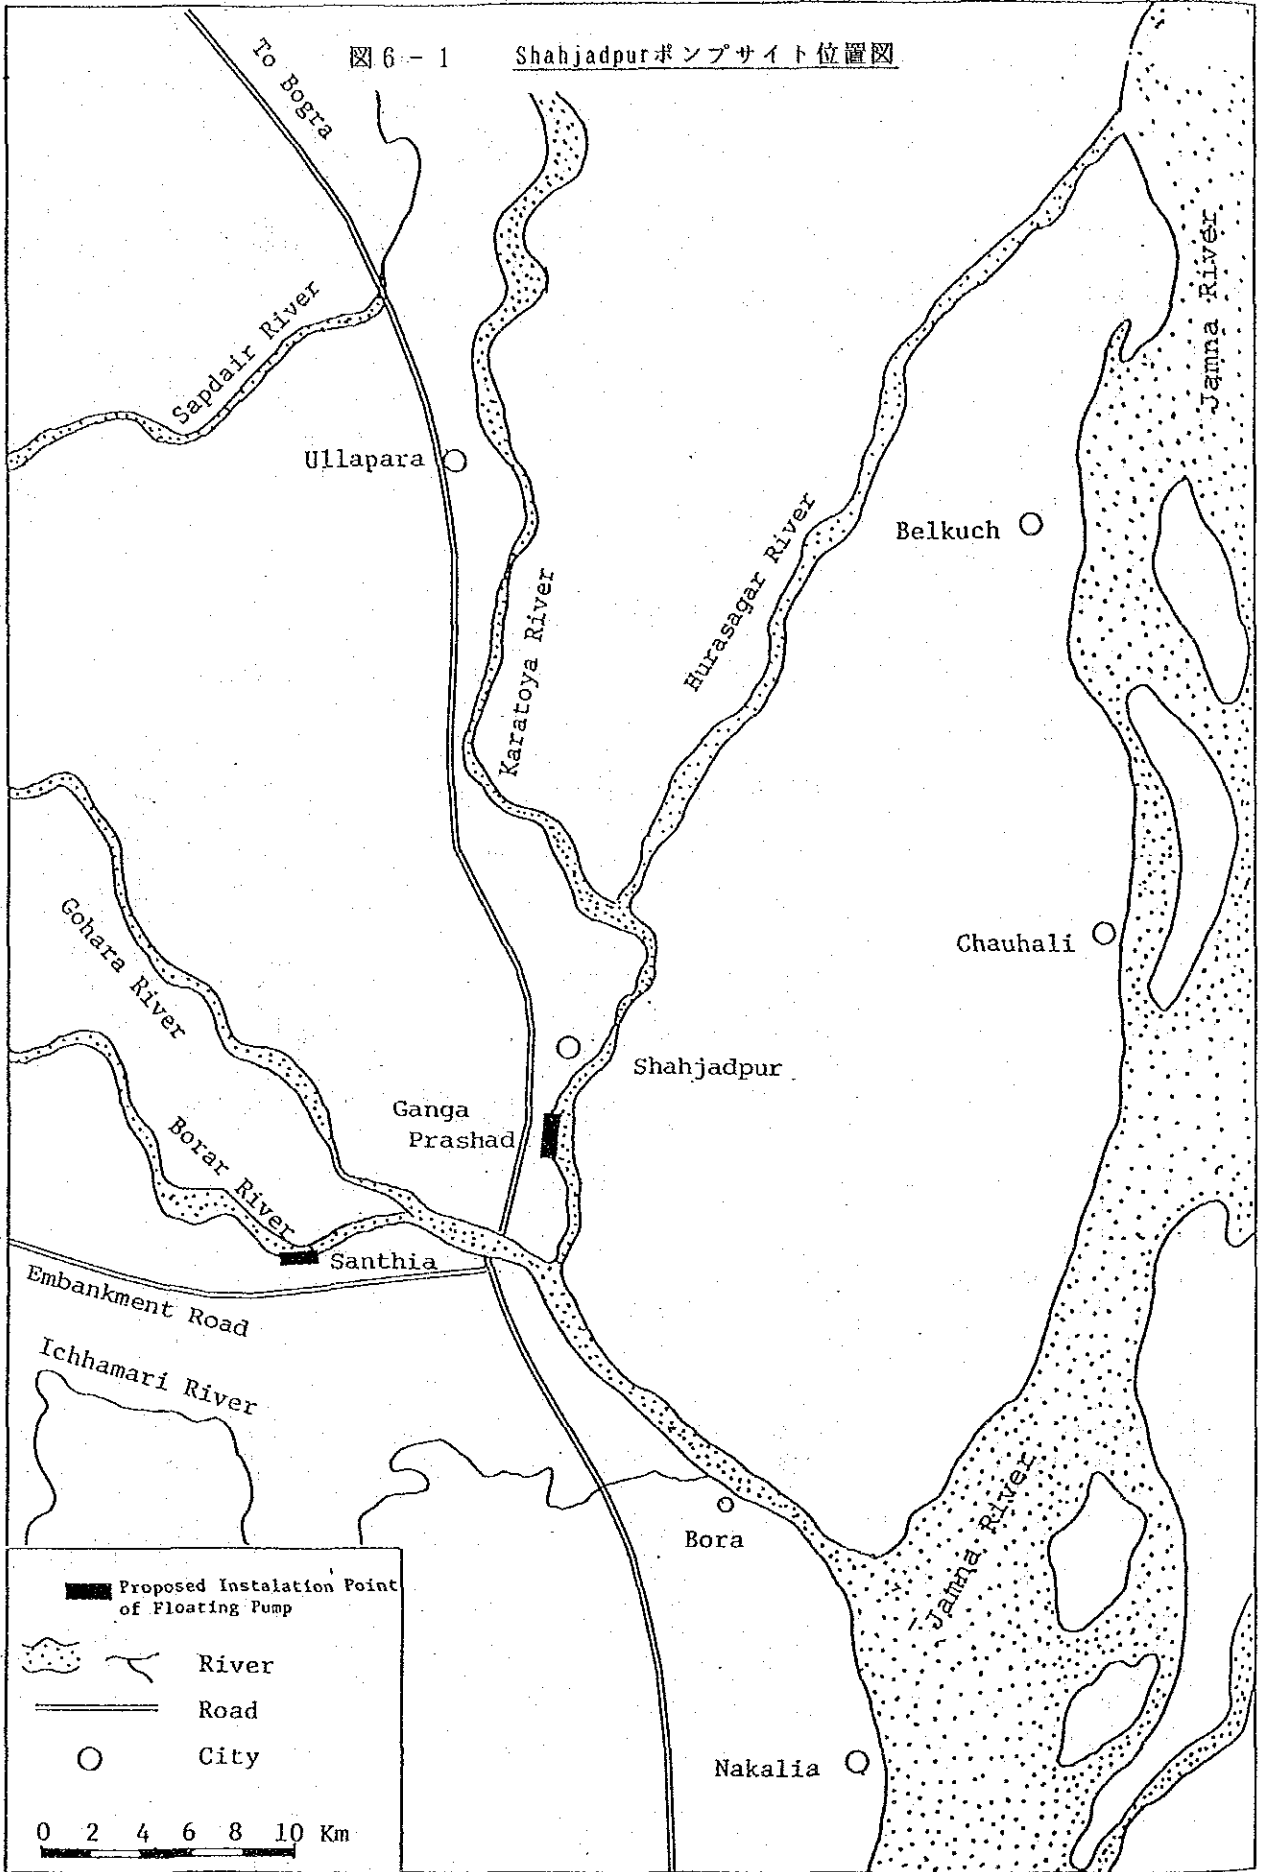 図6-1 Shahjadpurポンプサイト位置図
To Bogra
Jamna River
Sapdair River
Ullapara
Belkuch
Hurasagar River
Karatoya River
Gohara River
Chauhali
Shahjadpur
Ganga
Prashad
Borar River
Santhia
Embankment Road
Ichhamari River
Jamna River
Bora
Proposed Instalation Point
of Floating Pump
River
Road
City
Nakalia
0 2 4 6 8 10 Km